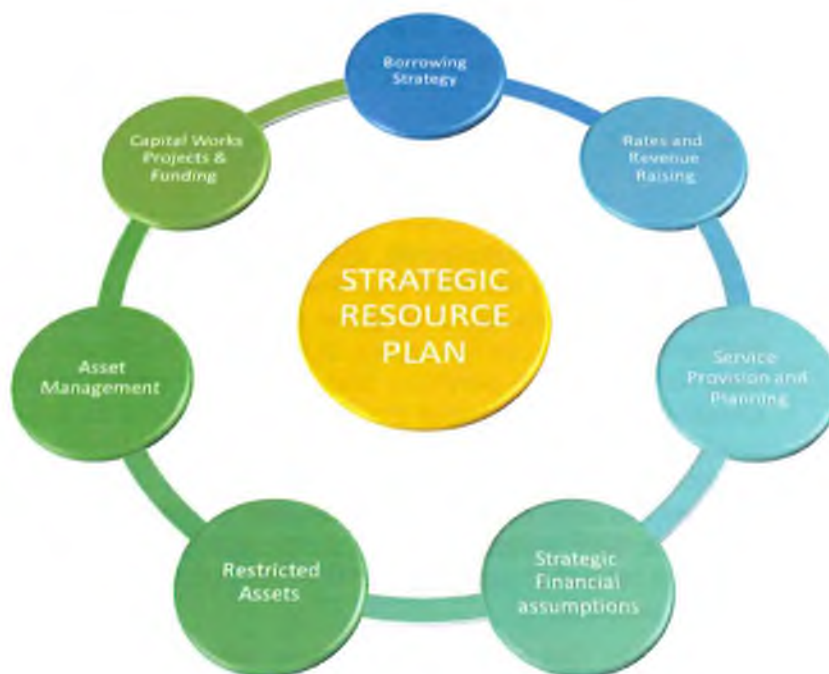 Borrowing
Strategy
Rates and
Revenue
Raising
Service
Provision and
Planning
Strategic
Financial
assumptions
Restricted
Assets
Asset
Management
Capital Works
Projects &
Funding
STRATEGIC
RESOURCE
PLAN